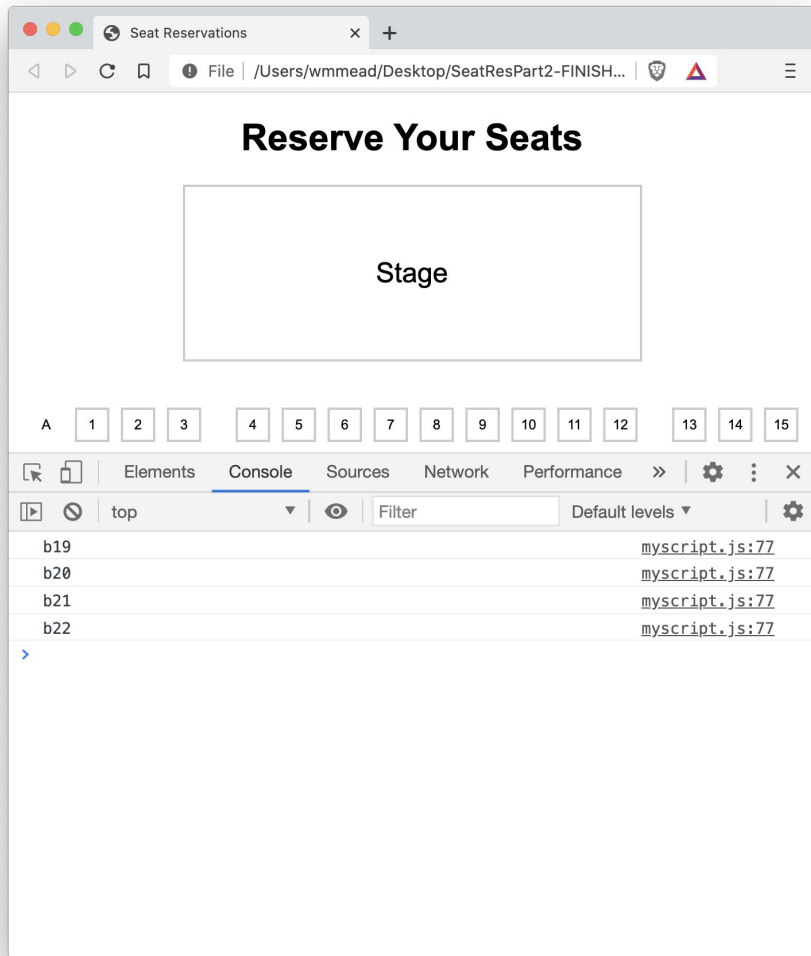 Seat Reservations
File /Users/wmmead/Desktop/SeatResPart2-FINISH...
Reserve Your Seats
Stage
A 1 2 3 4 5 6 7 8 9 10 11 12 13 14 15
Elements Console Sources Network Performance
top Filter Default levels
b19 myscript.js:77
b20 myscript.js:77
b21 myscript.js:77
b22 myscript.js:77